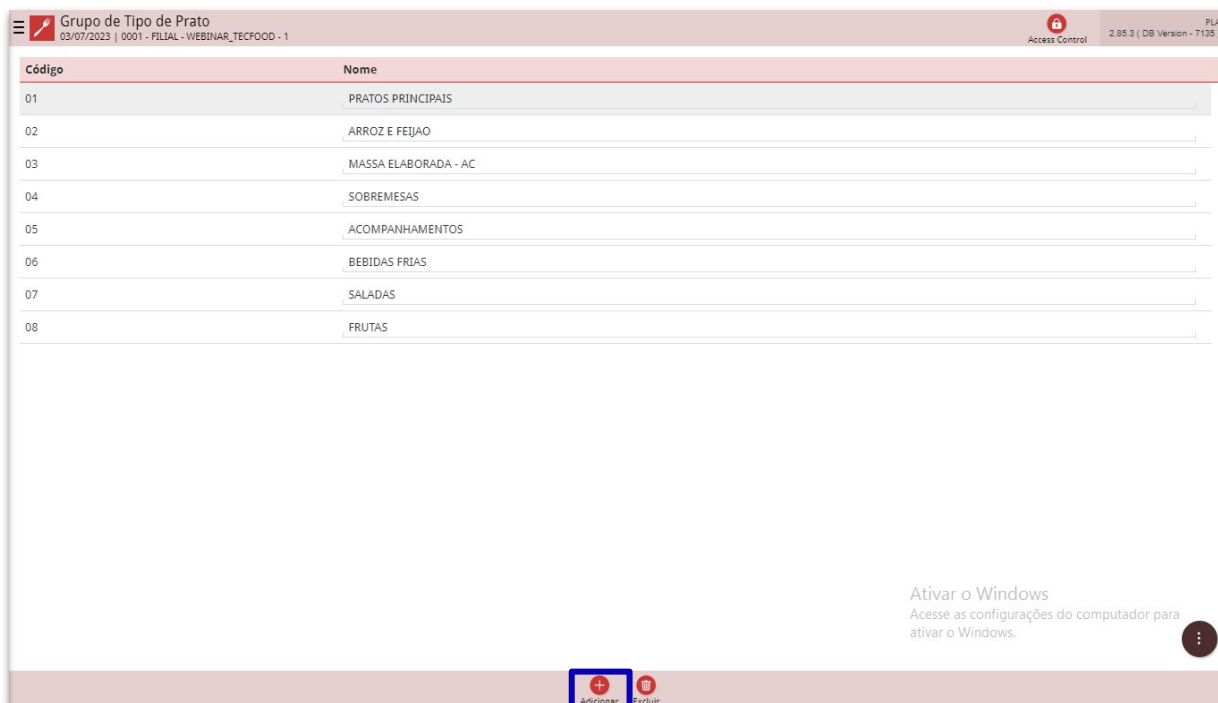 Grupo de Tipo de Prato
03/07/2023 | 0001 - FILIAL - WEBINAR_TECFOOD - 1
Access Control
PLA
2.85.3 ( DB Version - 7135
Código Nome
01 PRATOS PRINCIPAIS
02 ARROZ E FEIJAO
03 MASSA ELABORADA - AC
04 SOBREMESAS
05 ACOMPANHAMENTOS
06 BEBIDAS FRIAS
07 SALADAS
08 FRUTAS
Ativar o Windows
Acesse as configurações do computador para
ativar o Windows.
Adicionar Excluir